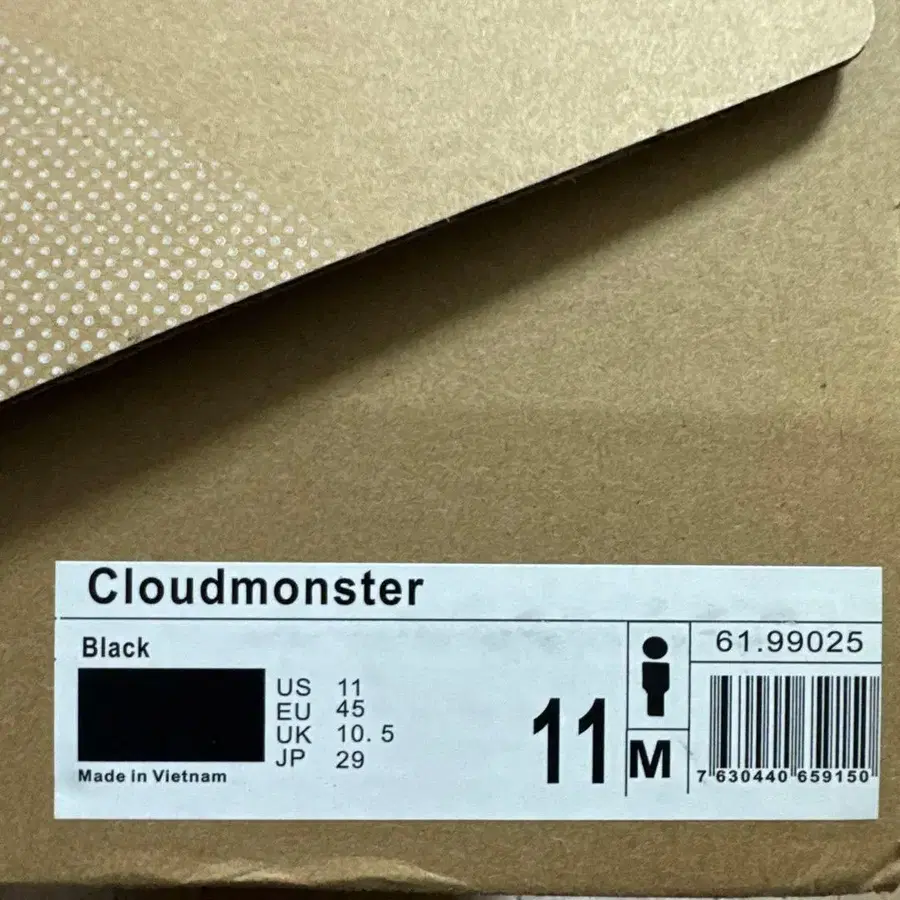 Cloudmonster
Black
US 11
EU 45
UK 10. 5
JP 29
Made in Vietnam
11
M
61.99025
7 630440 659150